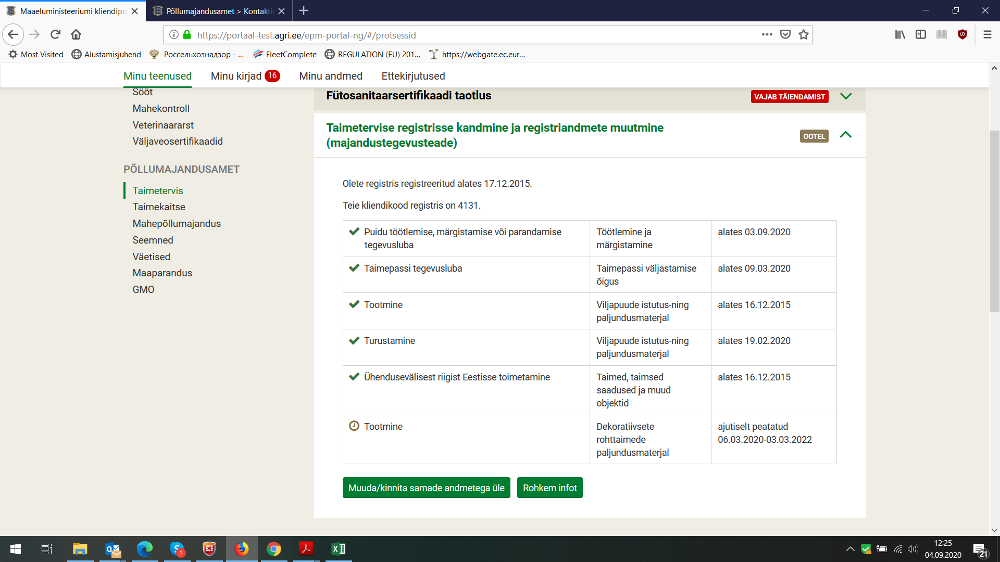 Maaeluministeeriumi kliendipo
Põllumajandusamet > Kontakti
https://portaal-test.agri.ee/epm-portal-ng/#/protsessid
Most Visited
Alustamisjuhend
Россельхознадзор - ...
FleetComplete
REGULATION (EU) 201...
https://webgate.ec.eur...
Minu teenused
Minu kirjad 16
Minu andmed
Ettekirjutused
Sööt
Mahekontroll
Veterinaararst
Väljaveosertifikaadid
PÕLLUMAJANDUSAMET
Taimetervis
Taimekaitse
Mahepõllumajandus
Seemned
Väetised
Maaparandus
GMO
Fütosanitaarsertifikaadi taotlus
VAJAB TÄIENDAMIST
Taimetervise registrisse kandmine ja registriandmete muutmine
(majandustegevusteade)
OOTEL
Olete registris registreeritud alates 17.12.2015.
Teie kliendikood registris on 4131.
Puidu töötlemise, märgistamise või parandamise
tegevusluba
Töötlemine ja
märgistamine
alates 03.09.2020
Taimepassi tegevusluba
Taimepassi väljastamise
õigus
alates 09.03.2020
Tootmine
Viljapuude istutus-ning
paljundusmaterjal
alates 16.12.2015
Turustamine
Viljapuude istutus-ning
paljundusmaterjal
alates 19.02.2020
Ühendusevälisest riigist Eestisse toimetamine
Taimed, taimsed
saadused ja muud
objektid
alates 16.12.2015
Tootmine
Dekoratiivsete
rohttaimede
paljundusmaterjal
ajutiselt peatatud
06.03.2020-03.03.2022
Muuda/kinnita samade andmetega üle
Rohkem infot
1
12:25
04.09.2020
21